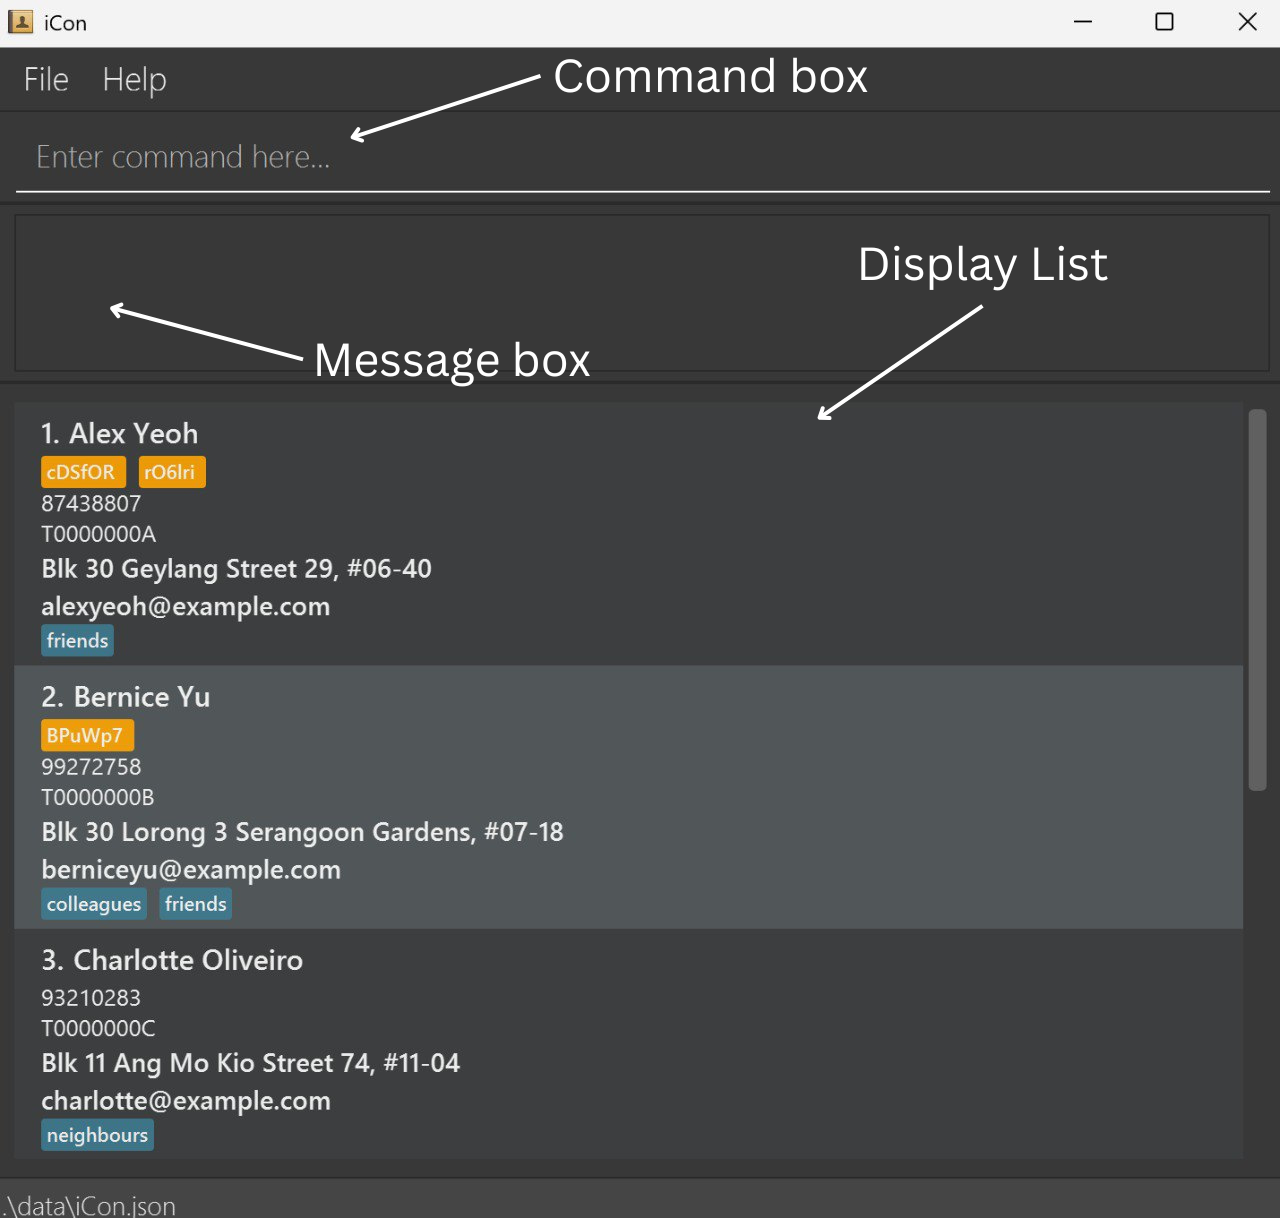 iCon
File Help
Command box
Enter command here...
Display List
Message box
1. Alex Yeoh
cDSfOR rO6lri
87438807
T0000000A
Blk 30 Geylang Street 29, #06-40
alexyeoh@example.com
friends
2. Bernice Yu
BPuWp7
99272758
T0000000B
Blk 30 Lorong 3 Serangoon Gardens, #07-18
berniceyu@example.com
colleagues friends
3. Charlotte Oliveiro
93210283
T0000000C
Blk 11 Ang Mo Kio Street 74, #11-04
charlotte@example.com
neighbours
.\data\iCon.json